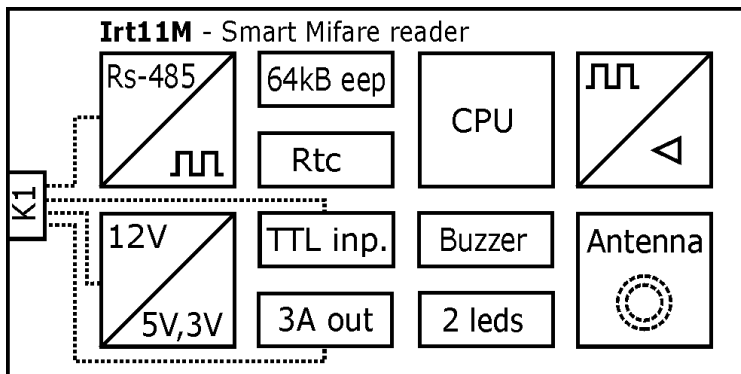 Irt11M - Smart Mifare reader
Rs-485
64kB eep
CPU
Rtc
K1
12V
5V,3V
TTL inp.
Buzzer
Antenna
3A out
2 leds